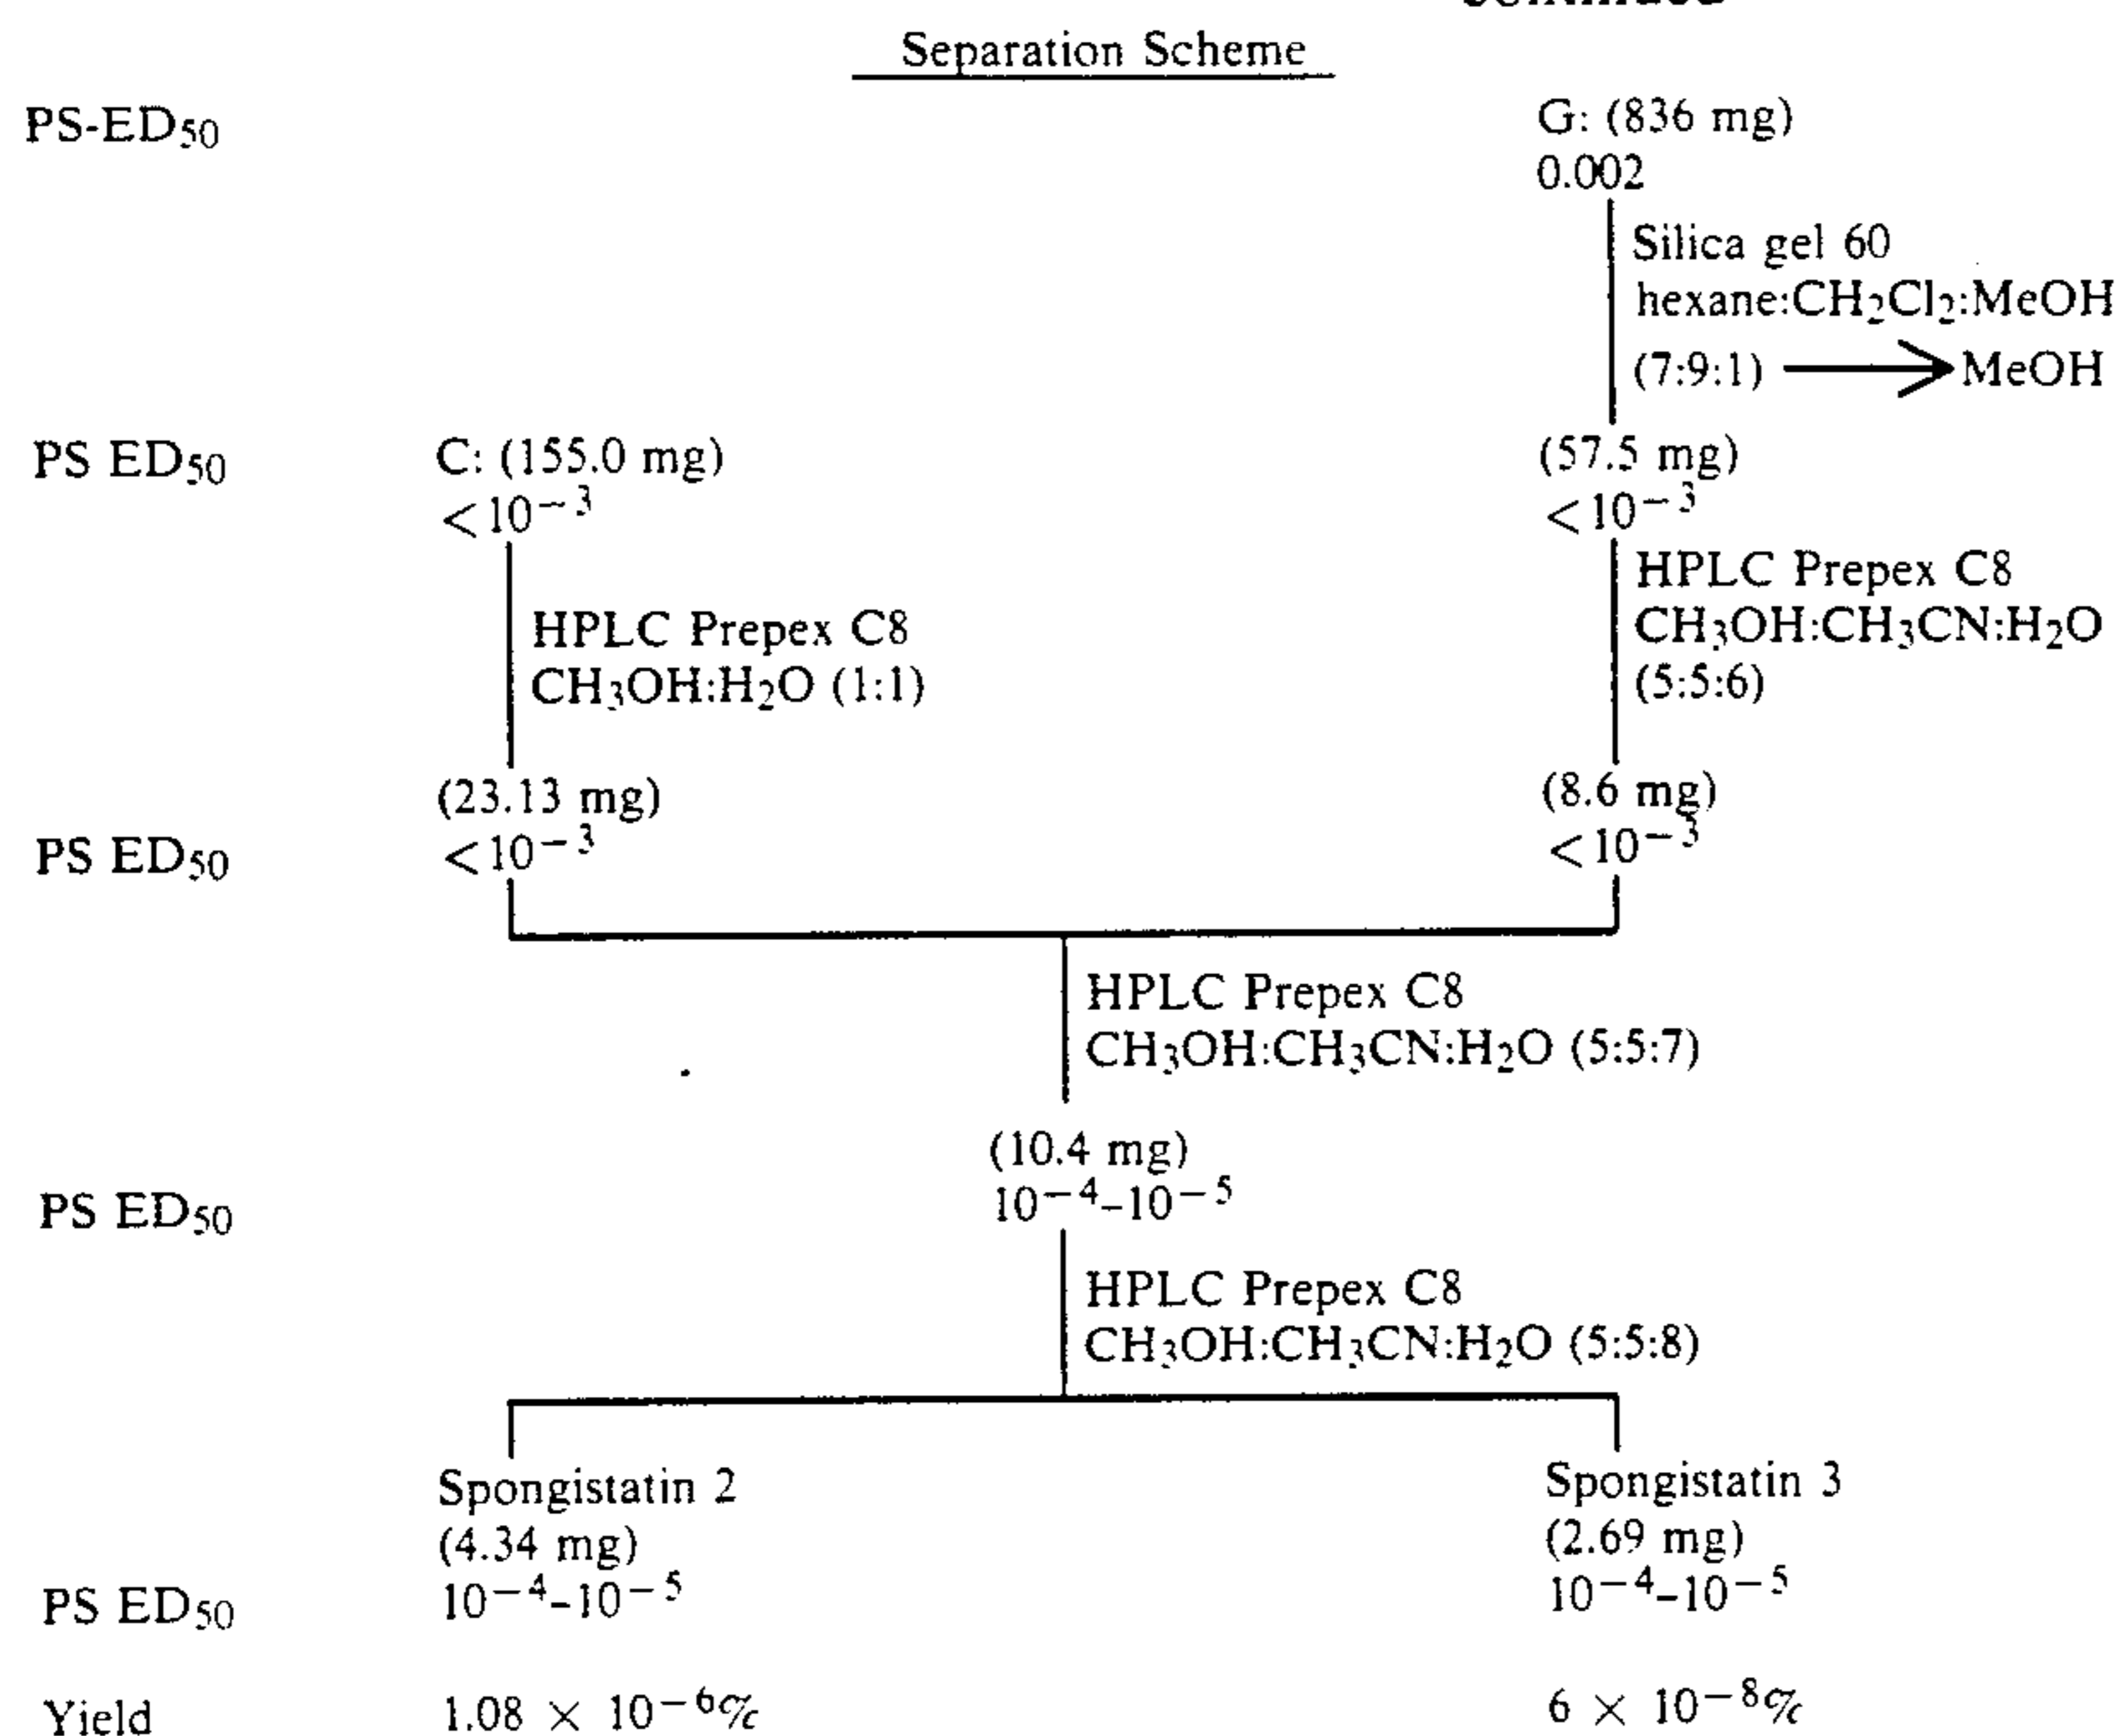 Separation Scheme
PS-ED50
G: (836 mg)
0.002
Silica gel 60
hexane:CH2Cl2:MeOH
(7:9:1) ⟶ MeOH
PS ED50
C: (155.0 mg)
<10−3
(57.5 mg)
<10−3
HPLC Prepex C8
CH3OH:H2O (1:1)
HPLC Prepex C8
CH3OH:CH3CN:H2O
(5:5:6)
(23.13 mg)
<10−3
(8.6 mg)
<10−3
PS ED50
HPLC Prepex C8
CH3OH:CH3CN:H2O (5:5:7)
(10.4 mg)
10−4–10−5
PS ED50
HPLC Prepex C8
CH3OH:CH3CN:H2O (5:5:8)
Spongistatin 2
(4.34 mg)
10−4–10−5
Spongistatin 3
(2.69 mg)
10−4–10−5
PS ED50
Yield
1.08 × 10−6%
6 × 10−8%